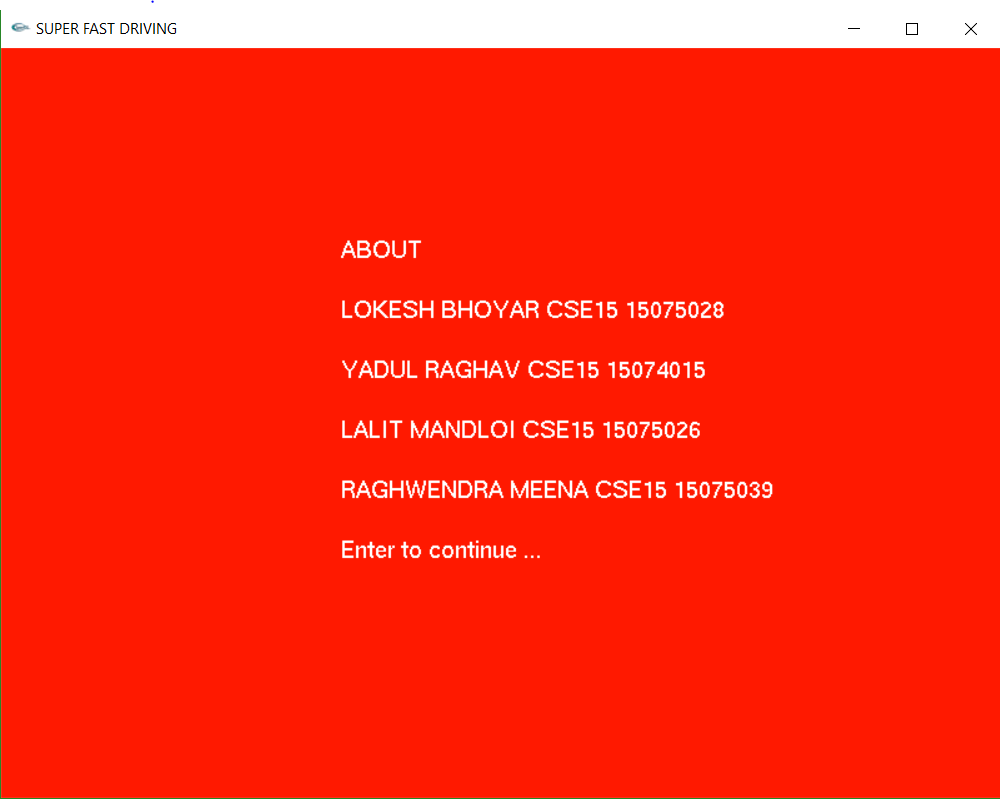 SUPER FAST DRIVING
ABOUT
LOKESH BHOYAR CSE15 15075028
YADUL RAGHAV CSE15 15074015
LALIT MANDLOI CSE15 15075026
RAGHWENDRA MEENA CSE15 15075039
Enter to continue ...